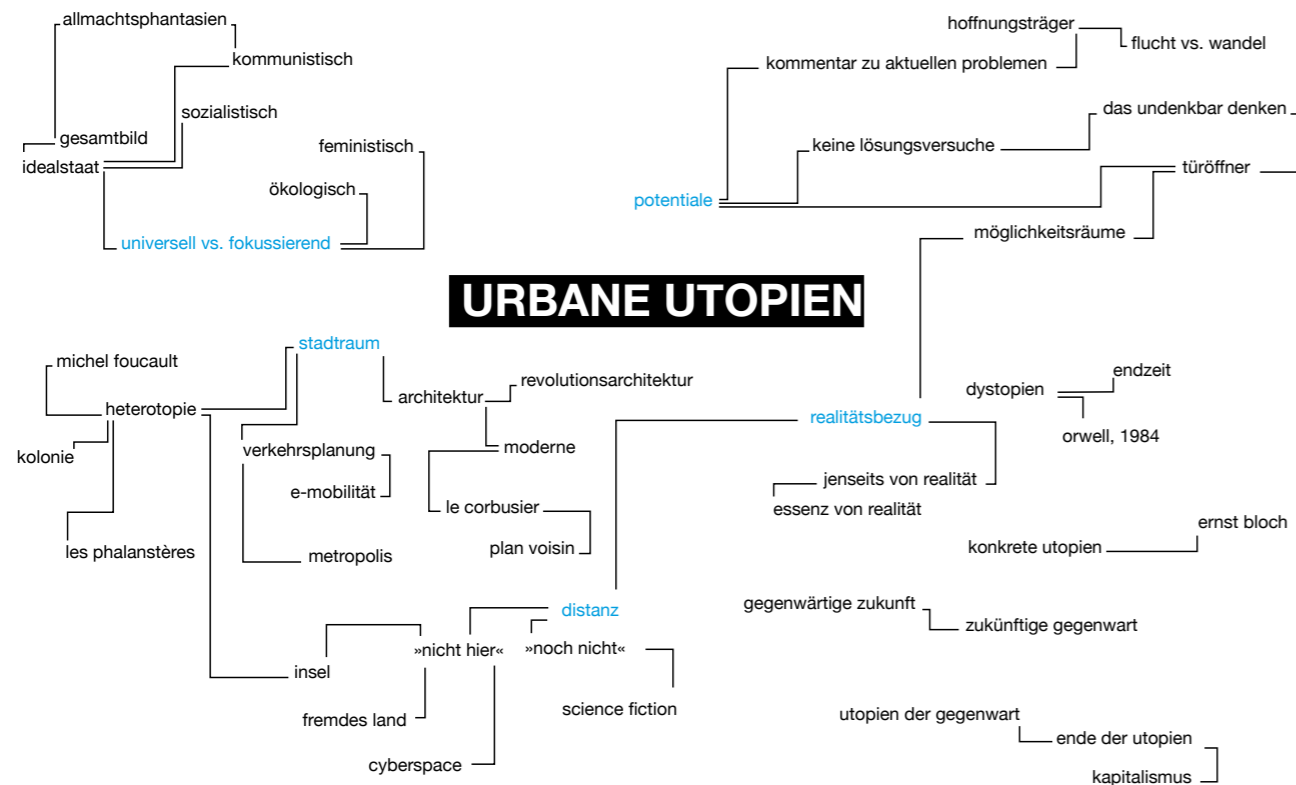 allmachtsphantasien
kommunistisch
sozialistisch
gesamtbild
idealstaat
feministisch
ökologisch
universell vs. fokussierend
hoffnungsträger
flucht vs. wandel
kommentar zu aktuellen problemen
das undenkbar denken
keine lösungsversuche
türöffner
potentiale
möglichkeitsräume
URBANE UTOPIEN
stadtraum
michel foucault
revolutionsarchitektur
architektur
heterotopie
moderne
verkehrsplanung
kolonie
e-mobilität
le corbusier
les phalanstères
metropolis
plan voisin
endzeit
dystopien
realitätsbezug
orwell, 1984
jenseits von realität
essenz von realität
ernst bloch
konkrete utopien
distanz
gegenwärtige zukunft
zukünftige gegenwart
»nicht hier«
»noch nicht«
insel
fremdes land
science fiction
cyberspace
utopien der gegenwart
ende der utopien
kapitalismus